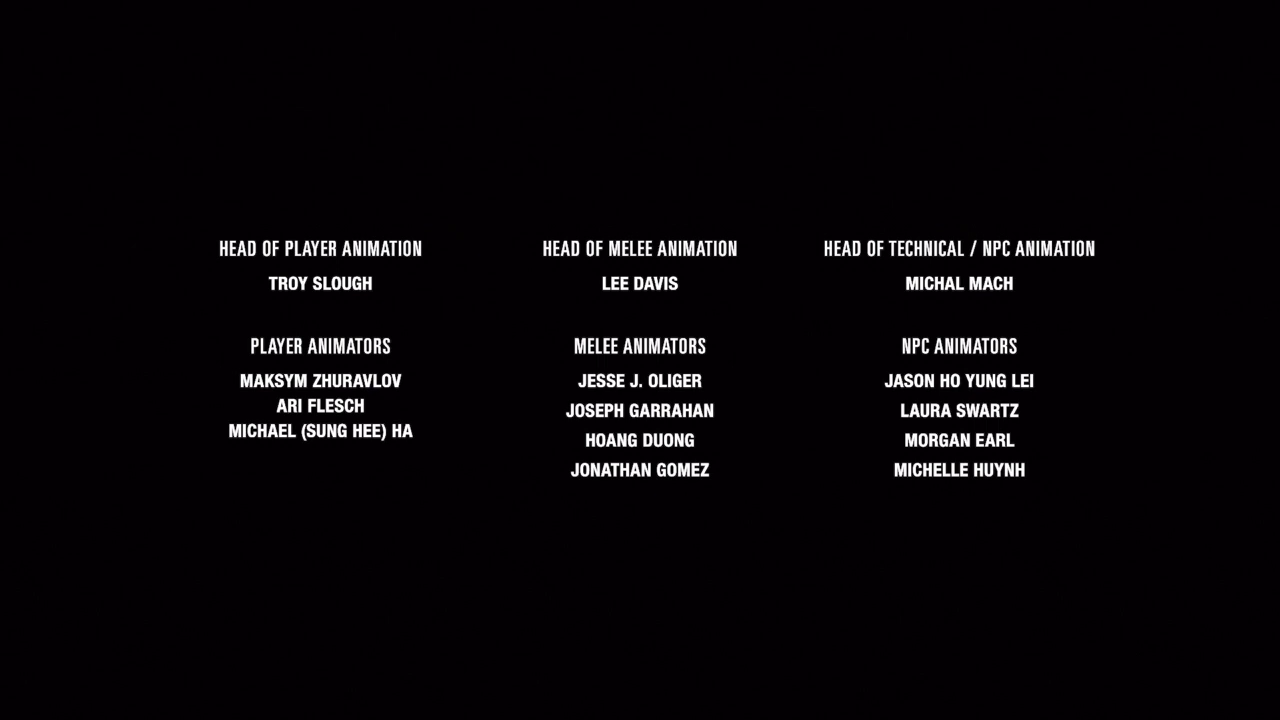 HEAD OF PLAYER ANIMATION
TROY SLOUGH
PLAYER ANIMATORS
MAKSYM ZHURAVLOV
ARI FLESCH
MICHAEL (SUNG HEE) HA
HEAD OF MELEE ANIMATION
LEE DAVIS
MELEE ANIMATORS
JESSE J. OLIGER
JOSEPH GARRAHAN
HOANG DUONG
JONATHAN GOMEZ
HEAD OF TECHNICAL / NPC ANIMATION
MICHAL MACH
NPC ANIMATORS
JASON HO YUNG LEI
LAURA SWARTZ
MORGAN EARL
MICHELLE HUYNH